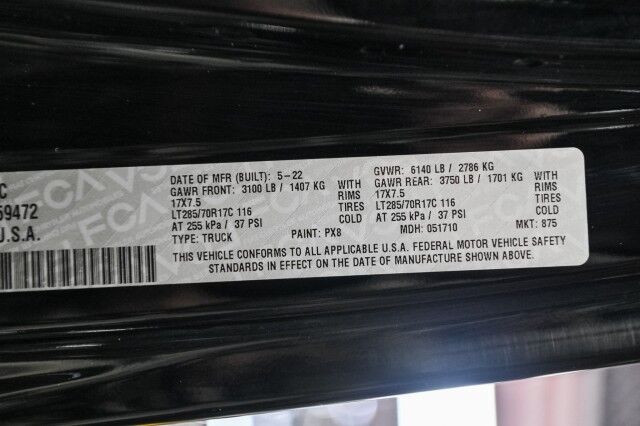 C
59472
U.S.A.
DATE OF MFR (BUILT): 5-22 GVWR: 6140 LB / 2786 KG
GAWR FRONT: 3100 LB / 1407 KG WITH GAWR REAR: 3750 LB / 1701 KG WITH
17X7.5 RIMS 17X7.5 RIMS
LT285/70R17C 116 TIRES LT285/70R17C 116 TIRES
AT 255 kPa / 37 PSI COLD AT 255 kPa / 37 PSI COLD
TYPE: TRUCK PAINT: PX8 MDH: 051710 MKT: 875
THIS VEHICLE CONFORMS TO ALL APPLICABLE U.S.A. FEDERAL MOTOR VEHICLE SAFETY
STANDARDS IN EFFECT ON THE DATE OF MANUFACTURE SHOWN ABOVE.